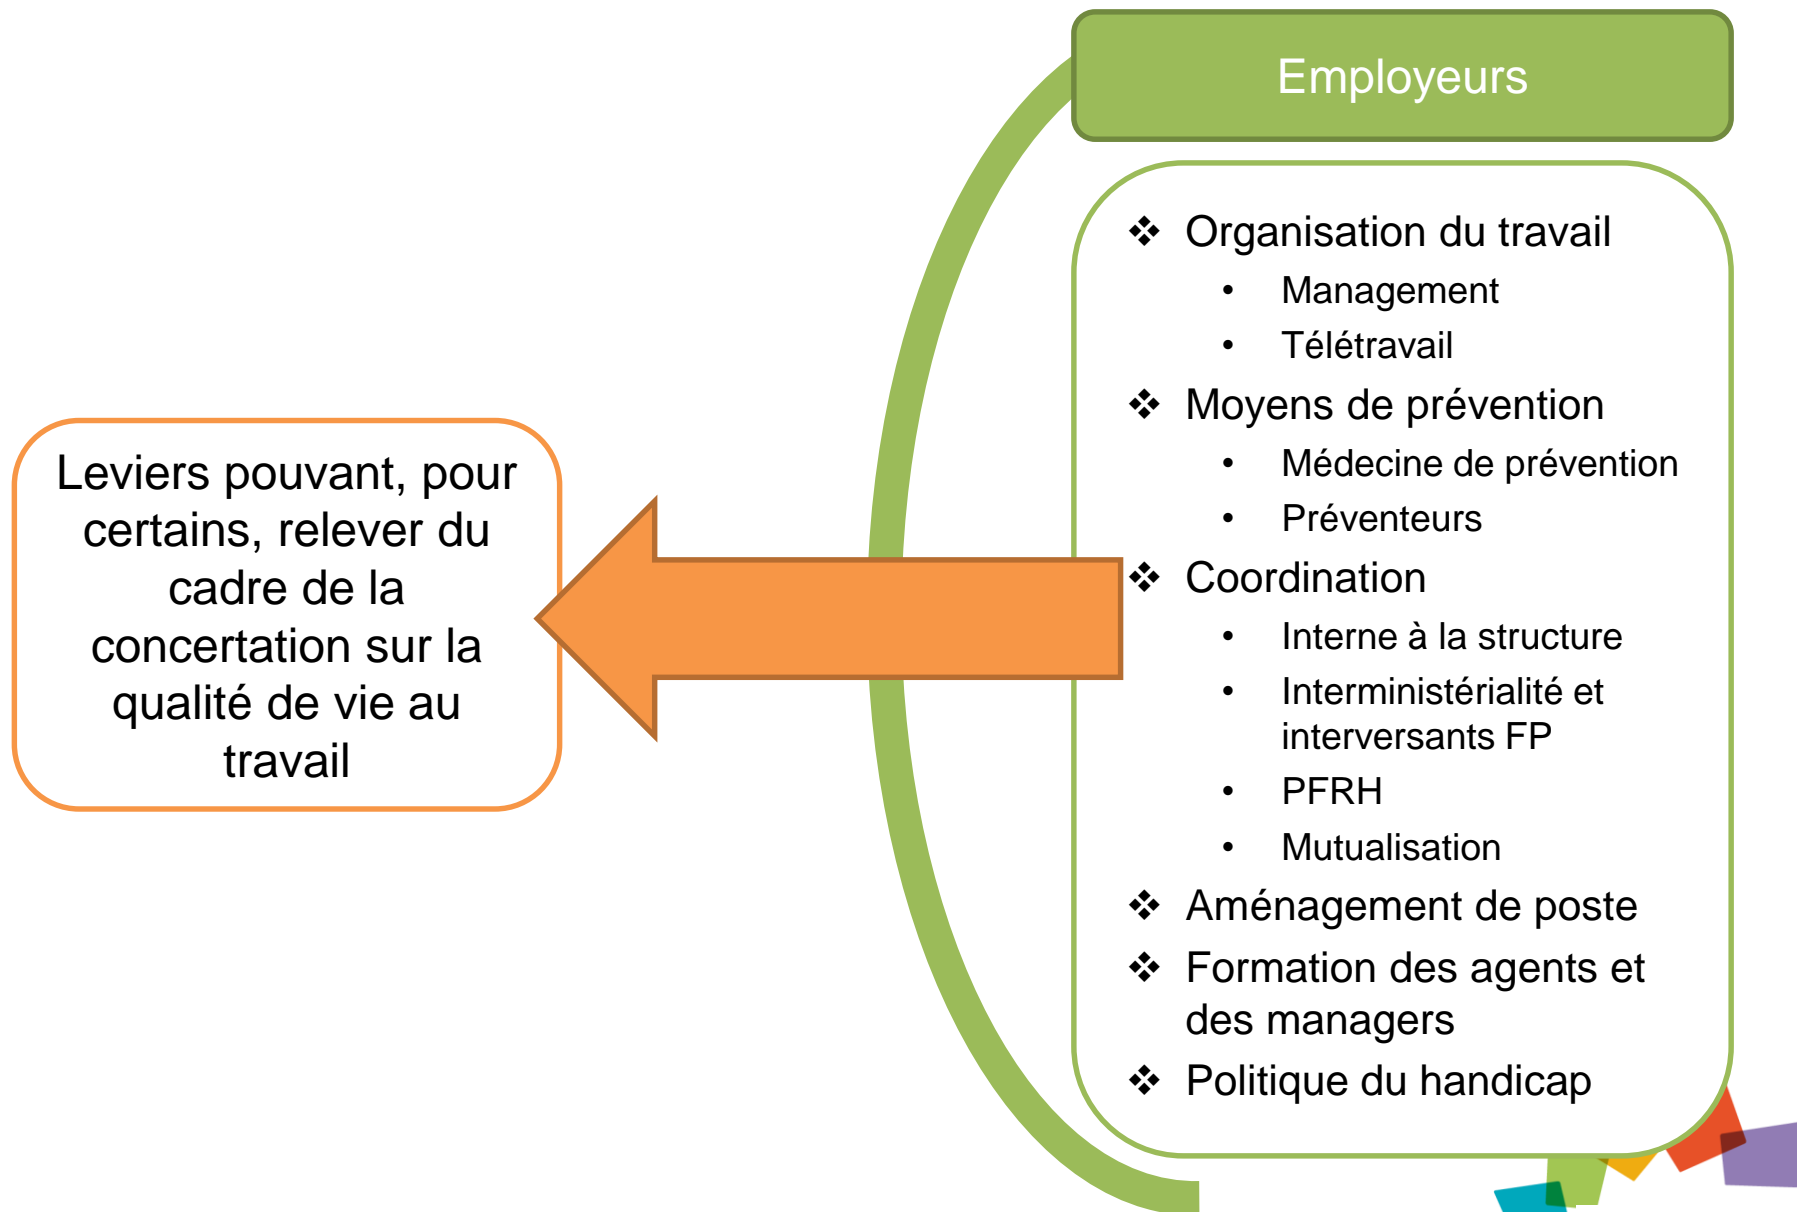 Employeurs
❖ Organisation du travail
• Management
• Télétravail
❖ Moyens de prévention
• Médecine de prévention
• Préventeurs
❖ Coordination
• Interne à la structure
• Interministérialité et
interversants FP
• PFRH
• Mutualisation
❖ Aménagement de poste
❖ Formation des agents et
des managers
❖ Politique du handicap
Leviers pouvant, pour
certains, relever du
cadre de la
concertation sur la
qualité de vie au
travail